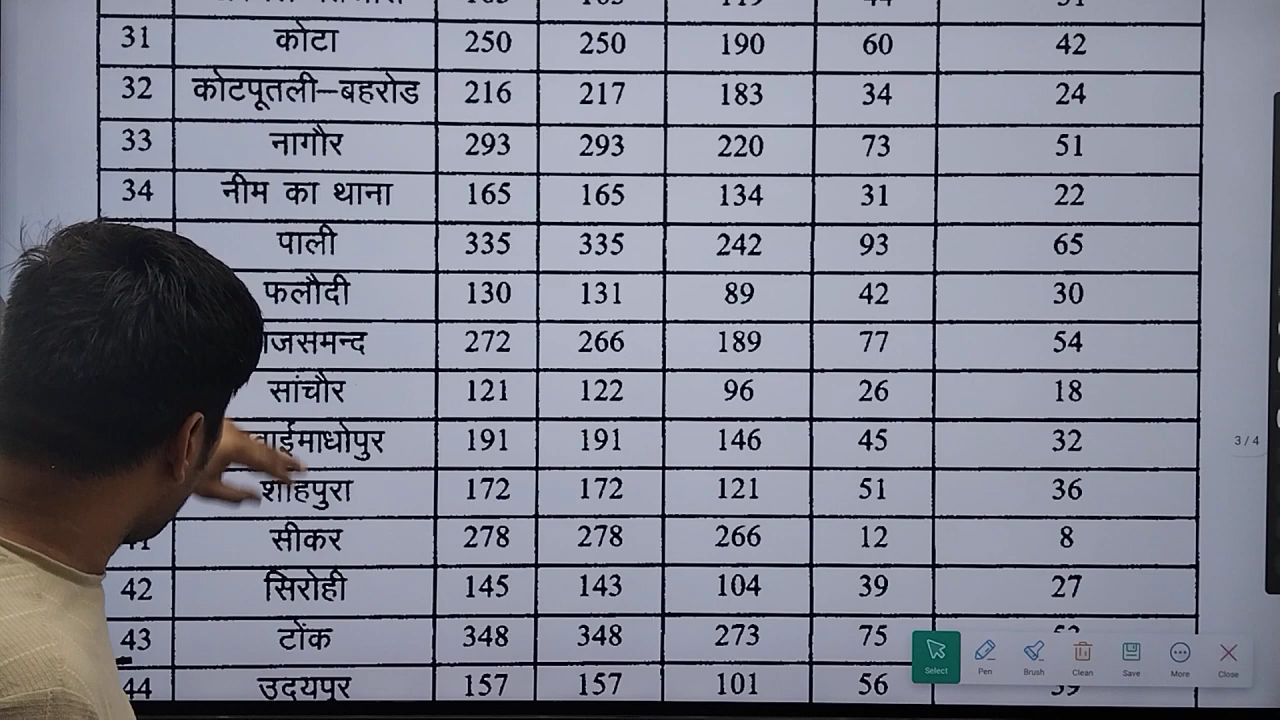 31 कोटा 250 250 190 60 42
32 कोटपूतली–बहरोड 216 217 183 34 24
33 नागौर 293 293 220 73 51
34 नीम का थाना 165 165 134 31 22
पाली 335 335 242 93 65
फलौदी 130 131 89 42 30
272 266 189 77 54
सांचौर 121 122 96 26 18
191 191 146 45 32
3 / 4
शाहपुरा 172 172 121 51 36
सीकर 278 278 266 12 8
42 सिरोही 145 143 104 39 27
43 टोंक 348 348 273 75
44 उदयपुर 157 157 101 56
Select Pen Brush Clean Save More Close